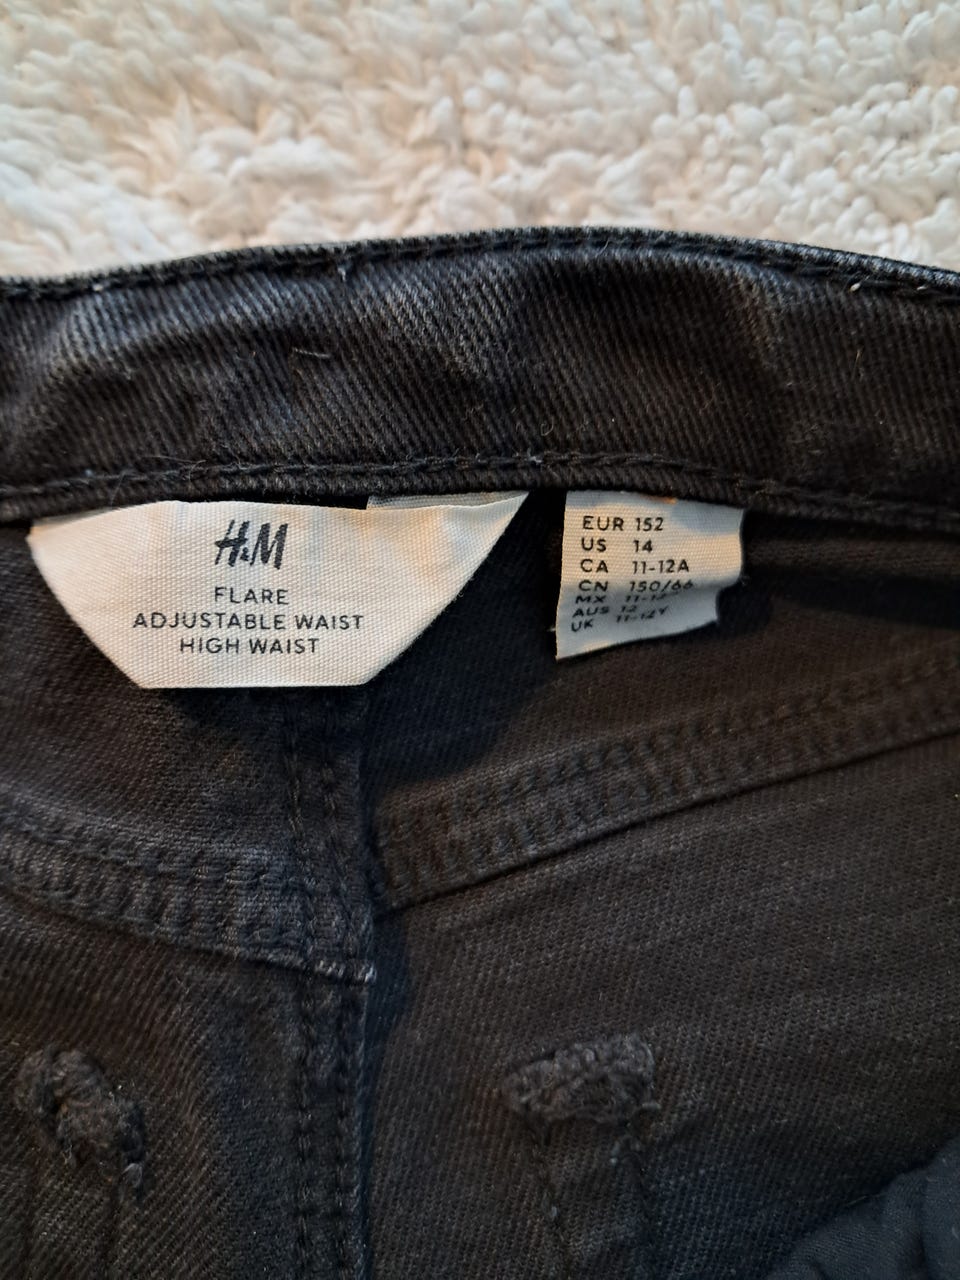 H&M
FLARE
ADJUSTABLE WAIST
HIGH WAIST
EUR 152
US 14
CA 11-12A
CN 150/66
MX
AUS 12
UK 11-12Y